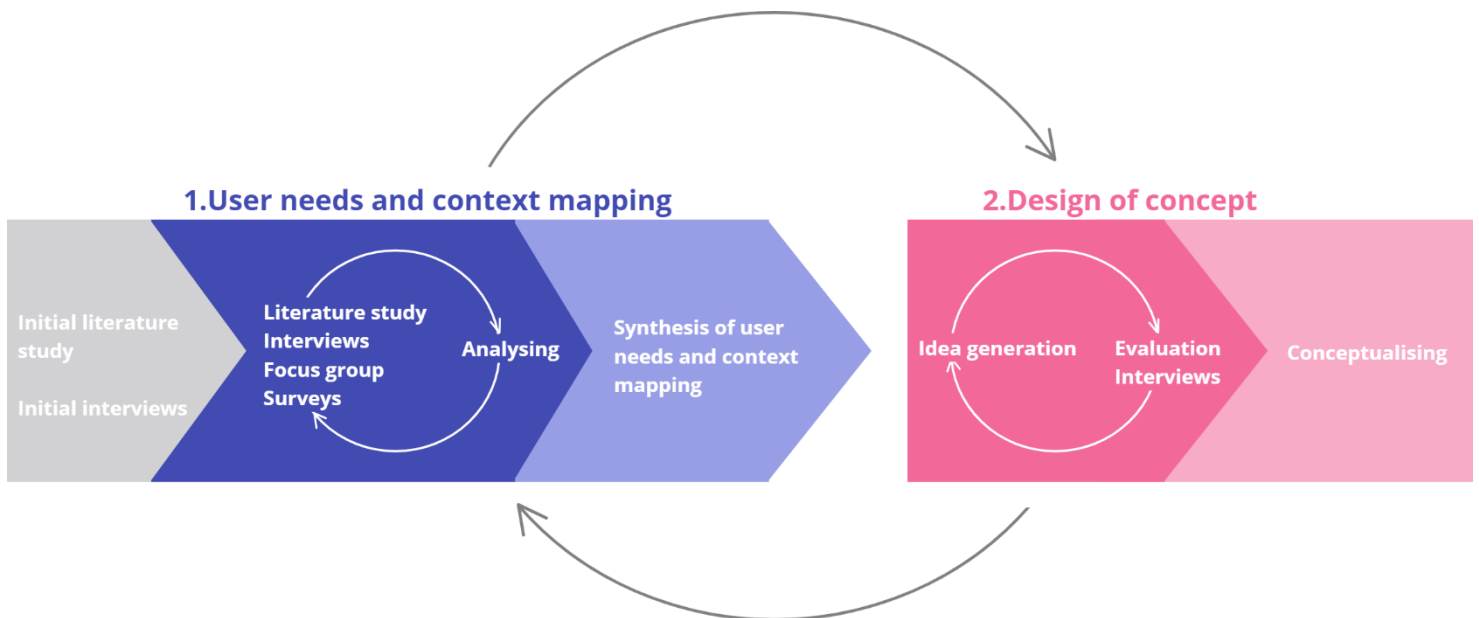 1.User needs and context mapping
2.Design of concept
Initial literature
study
Initial interviews
Literature study
Interviews
Focus group
Surveys
Analysing
Synthesis of user
needs and context
mapping
Idea generation
Evaluation
Interviews
Conceptualising